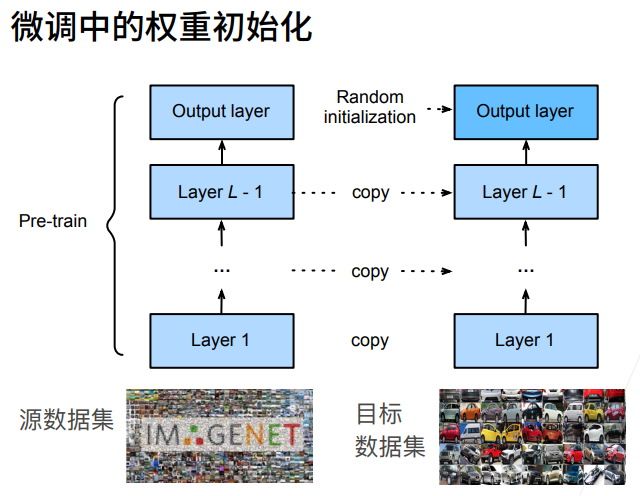 微调中的权重初始化
Output layer
Random
initialization
Output layer
Layer L - 1
copy
Layer L - 1
Pre-train
...
copy
...
Layer 1
copy
Layer 1
源数据集
IMAGENET
目标
数据集